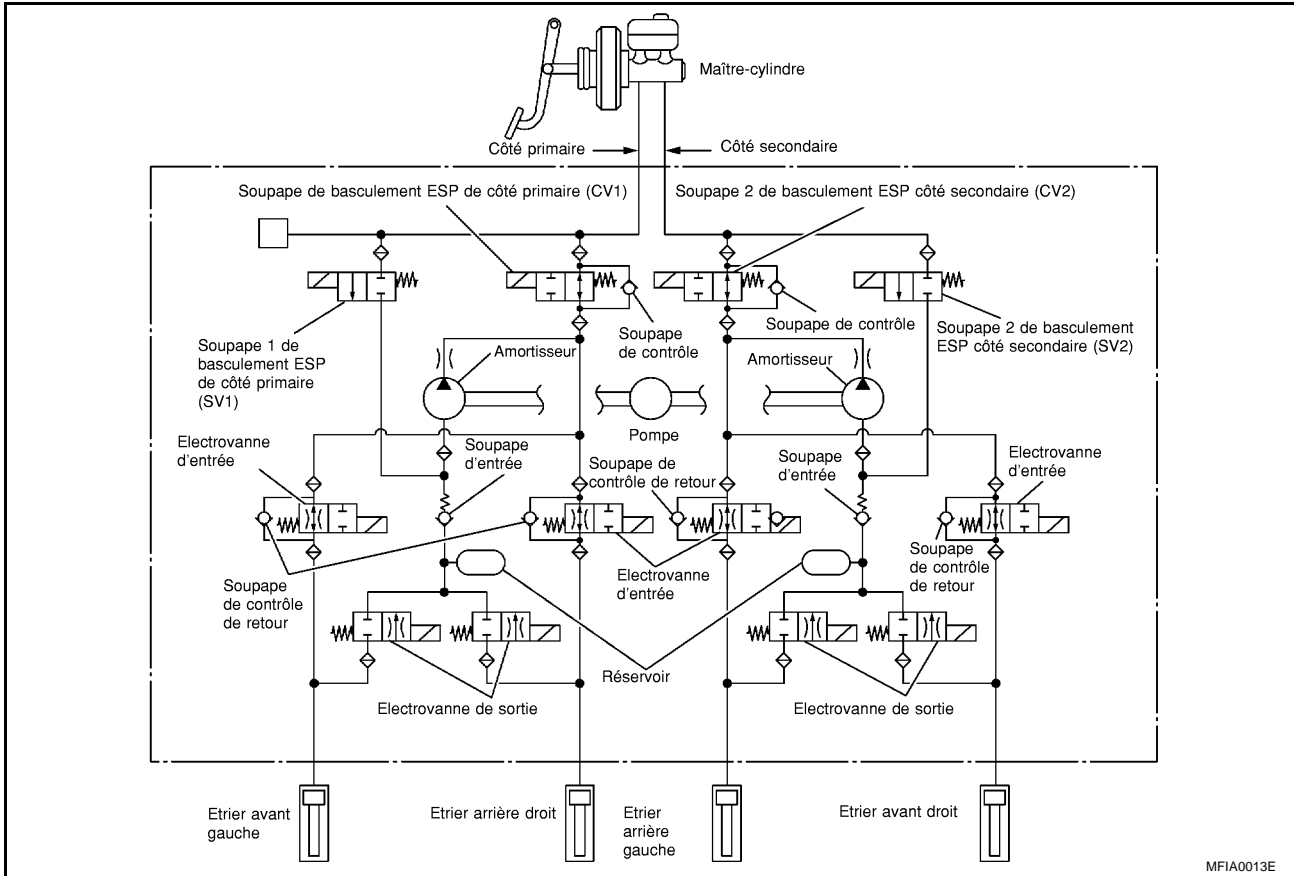 Maître-cylindre
Côté primaire
Côté secondaire
Soupape de basculement ESP de côté primaire (CV1)
Soupape 2 de basculement ESP côté secondaire (CV2)
Soupape 1 de
basculement ESP
de côté primaire
(SV1)
Soupape
de contrôle
Soupape de contrôle
Soupape 2 de basculement
ESP côté secondaire (SV2)
Amortisseur
Amortisseur
Pompe
Electrovanne
d'entrée
Soupape
d'entrée
Soupape de
contrôle de retour
Soupape
d'entrée
Electrovanne
d'entrée
Soupape
de contrôle
de retour
Electrovanne
d'entrée
Soupape
de contrôle
de retour
Réservoir
Electrovanne de sortie
Electrovanne de sortie
Etrier avant
gauche
Etrier arrière droit
Etrier
arrière
gauche
Etrier avant droit
MFIA0013E